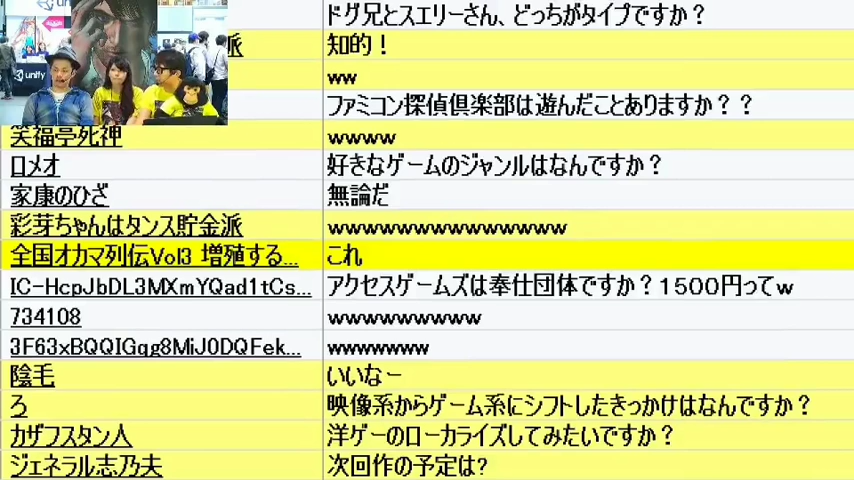 ドグ兄とスエリーさん、どっちがタイプですか？
派 知的！
ww
ファミコン探偵倶楽部は遊んだことありますか？？
笑福亭死神 wwww
ロメオ 好きなゲームのジャンルはなんですか？
家康のひざ 無論だ
彩芽ちゃんはタンス貯金派 wwwwwwwwwwwwwww
全国オカマ列伝Vol3 増殖する... これ
IC-HcpJbDL3MXmYQad1tCs... アクセスゲームズは奉仕団体ですか？1500円ってw
734108 wwwwwwwwww
3F63xBQQIGqg8MiJ0DQFek... wwwwwww
陰毛 いいなー
ろ 映像系からゲーム系にシフトしたきっかけはなんですか？
カザフスタン人 洋ゲーのローカライズしてみたいですか？
ジェネラル志乃夫 次回作の予定は?
unity